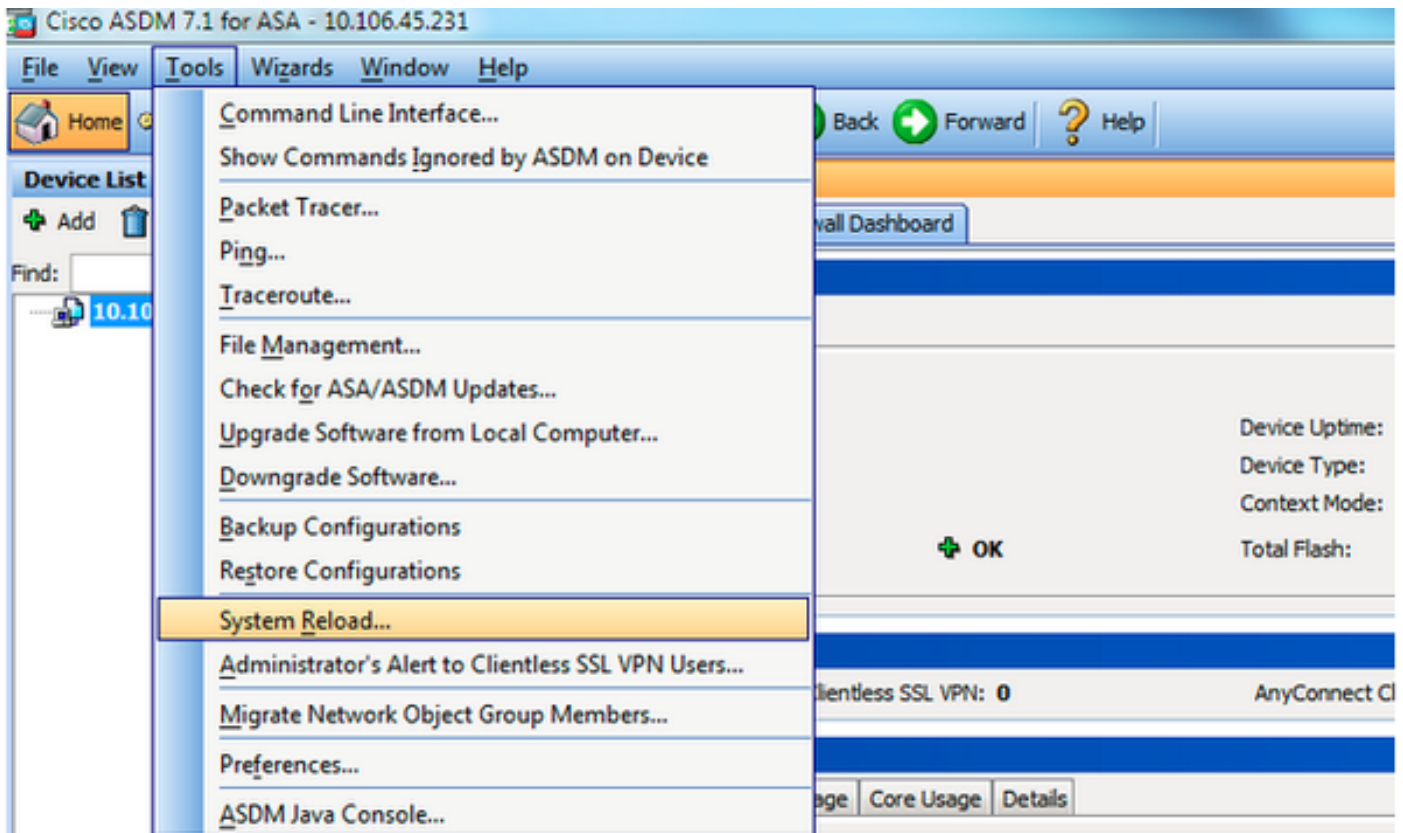 Cisco ASDM 7.1 for ASA - 10.106.45.231
File View Tools Wizards Window Help
Home
Back Forward Help
Command Line Interface...
Show Commands Ignored by ASDM on Device
Packet Tracer...
Ping...
Traceroute...
File Management...
Check for ASA/ASDM Updates...
Upgrade Software from Local Computer...
Downgrade Software...
Backup Configurations
Restore Configurations
System Reload...
Administrator's Alert to Clientless SSL VPN Users...
Migrate Network Object Group Members...
Preferences...
ASDM Java Console...
Device List
Add
Find:
10.10
Dashboard
Device Uptime:
Device Type:
Context Mode:
OK
Total Flash:
SSL VPN: 0
AnyConnect
Core Usage
Details